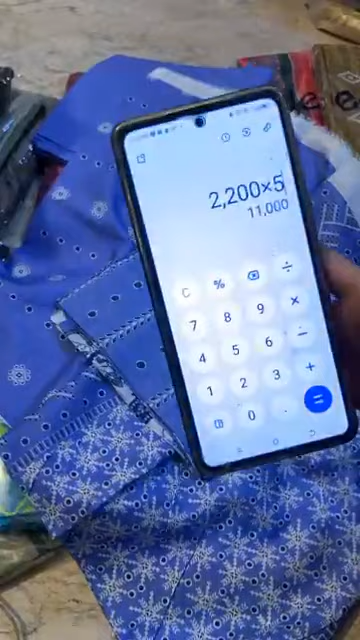 2,200×5
11,000
C % ÷
7 8 9 ×
4 5 6 −
1 2 3 +
0 . =